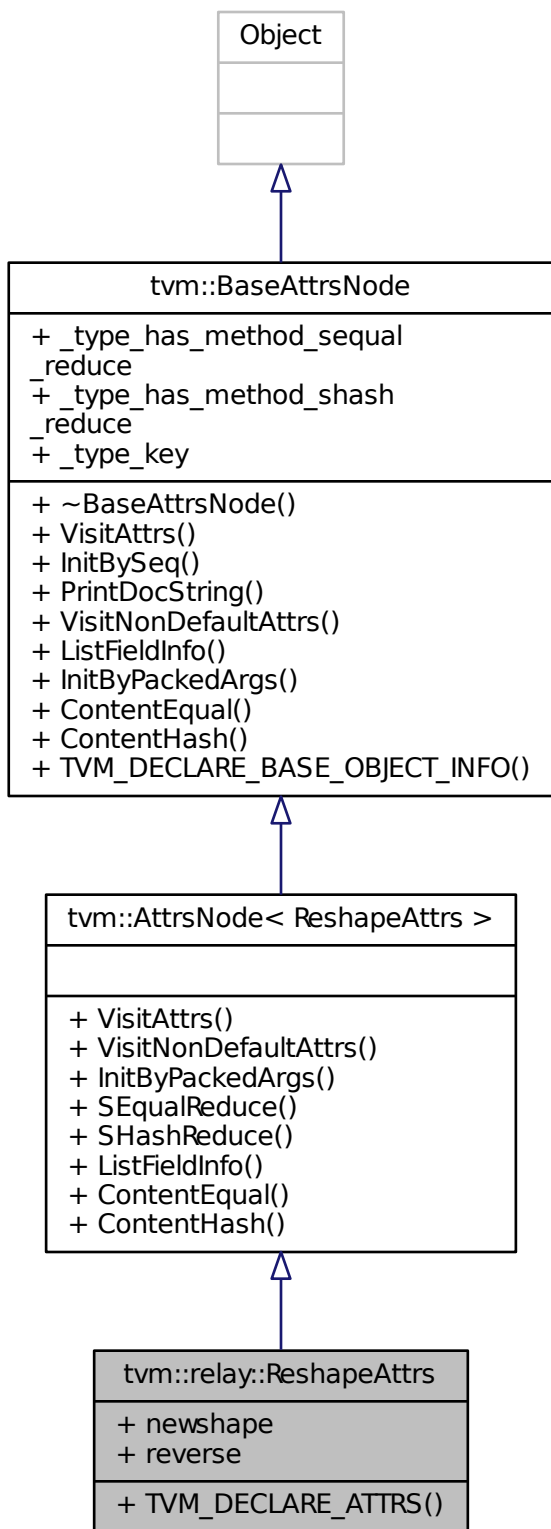 Object
tvm::BaseAttrsNode
+ _type_has_method_sequal
_reduce
+ _type_has_method_shash
_reduce
+ _type_key
+ ~BaseAttrsNode()
+ VisitAttrs()
+ InitBySeq()
+ PrintDocString()
+ VisitNonDefaultAttrs()
+ ListFieldInfo()
+ InitByPackedArgs()
+ ContentEqual()
+ ContentHash()
+ TVM_DECLARE_BASE_OBJECT_INFO()
tvm::AttrsNode< ReshapeAttrs >
+ VisitAttrs()
+ VisitNonDefaultAttrs()
+ InitByPackedArgs()
+ SEqualReduce()
+ SHashReduce()
+ ListFieldInfo()
+ ContentEqual()
+ ContentHash()
tvm::relay::ReshapeAttrs
+ newshape
+ reverse
+ TVM_DECLARE_ATTRS()